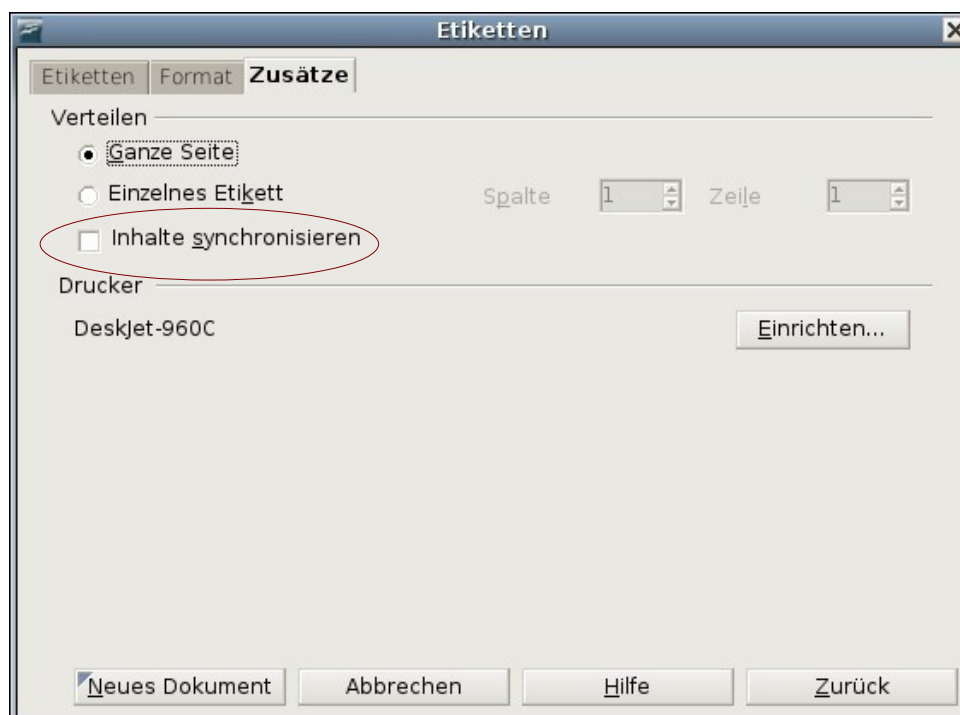 Etiketten
Etiketten Format Zusätze
Verteilen
Ganze Seite
Einzelnes Etikett Spalte 1 Zeile 1
Inhalte synchronisieren
Drucker
DeskJet-960C Einrichten...
Neues Dokument Abbrechen Hilfe Zurück